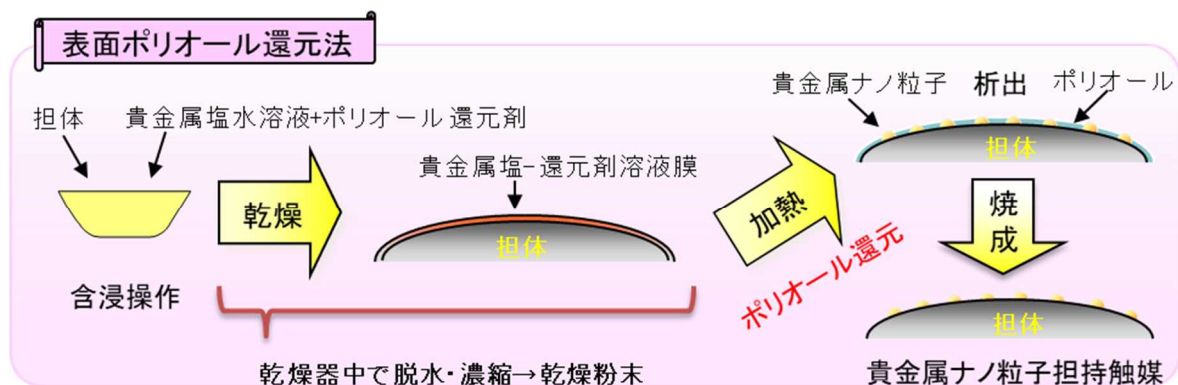 表面ポリオール還元法
担体
貴金属塩水溶液+ポリオール還元剤
含浸操作
乾燥
貴金属塩−還元剤溶液膜
担体
乾燥器中で脱水・濃縮→乾燥粉末
加熱
ポリオール還元
貴金属ナノ粒子
析出
ポリオール
担体
焼成
担体
貴金属ナノ粒子担持触媒